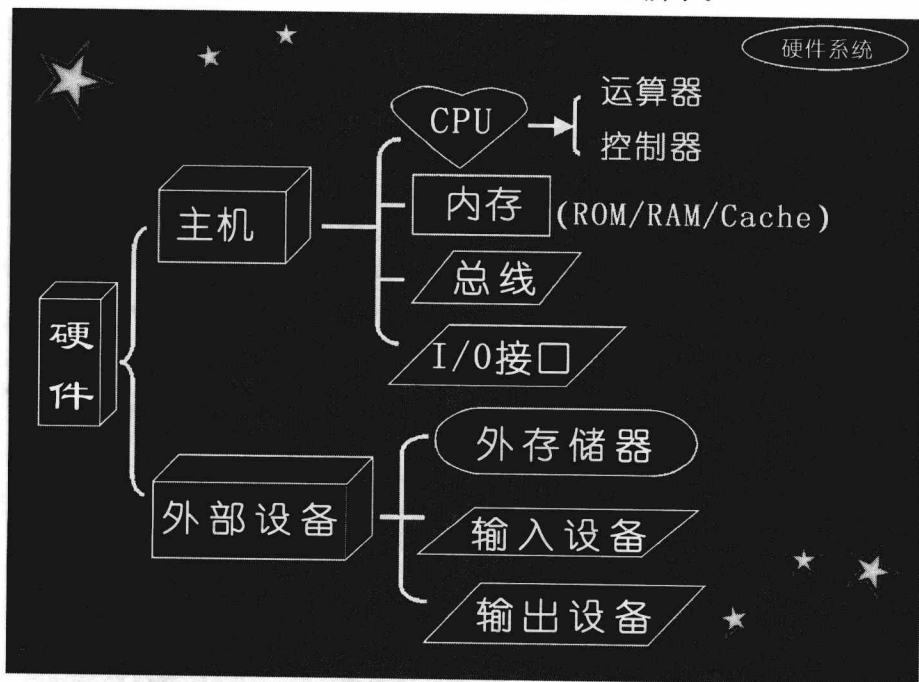 硬件系统
硬件
主机
CPU
运算器
控制器
内存 (ROM/RAM/Cache)
总线
I/O接口
外部设备
外存储器
输入设备
输出设备